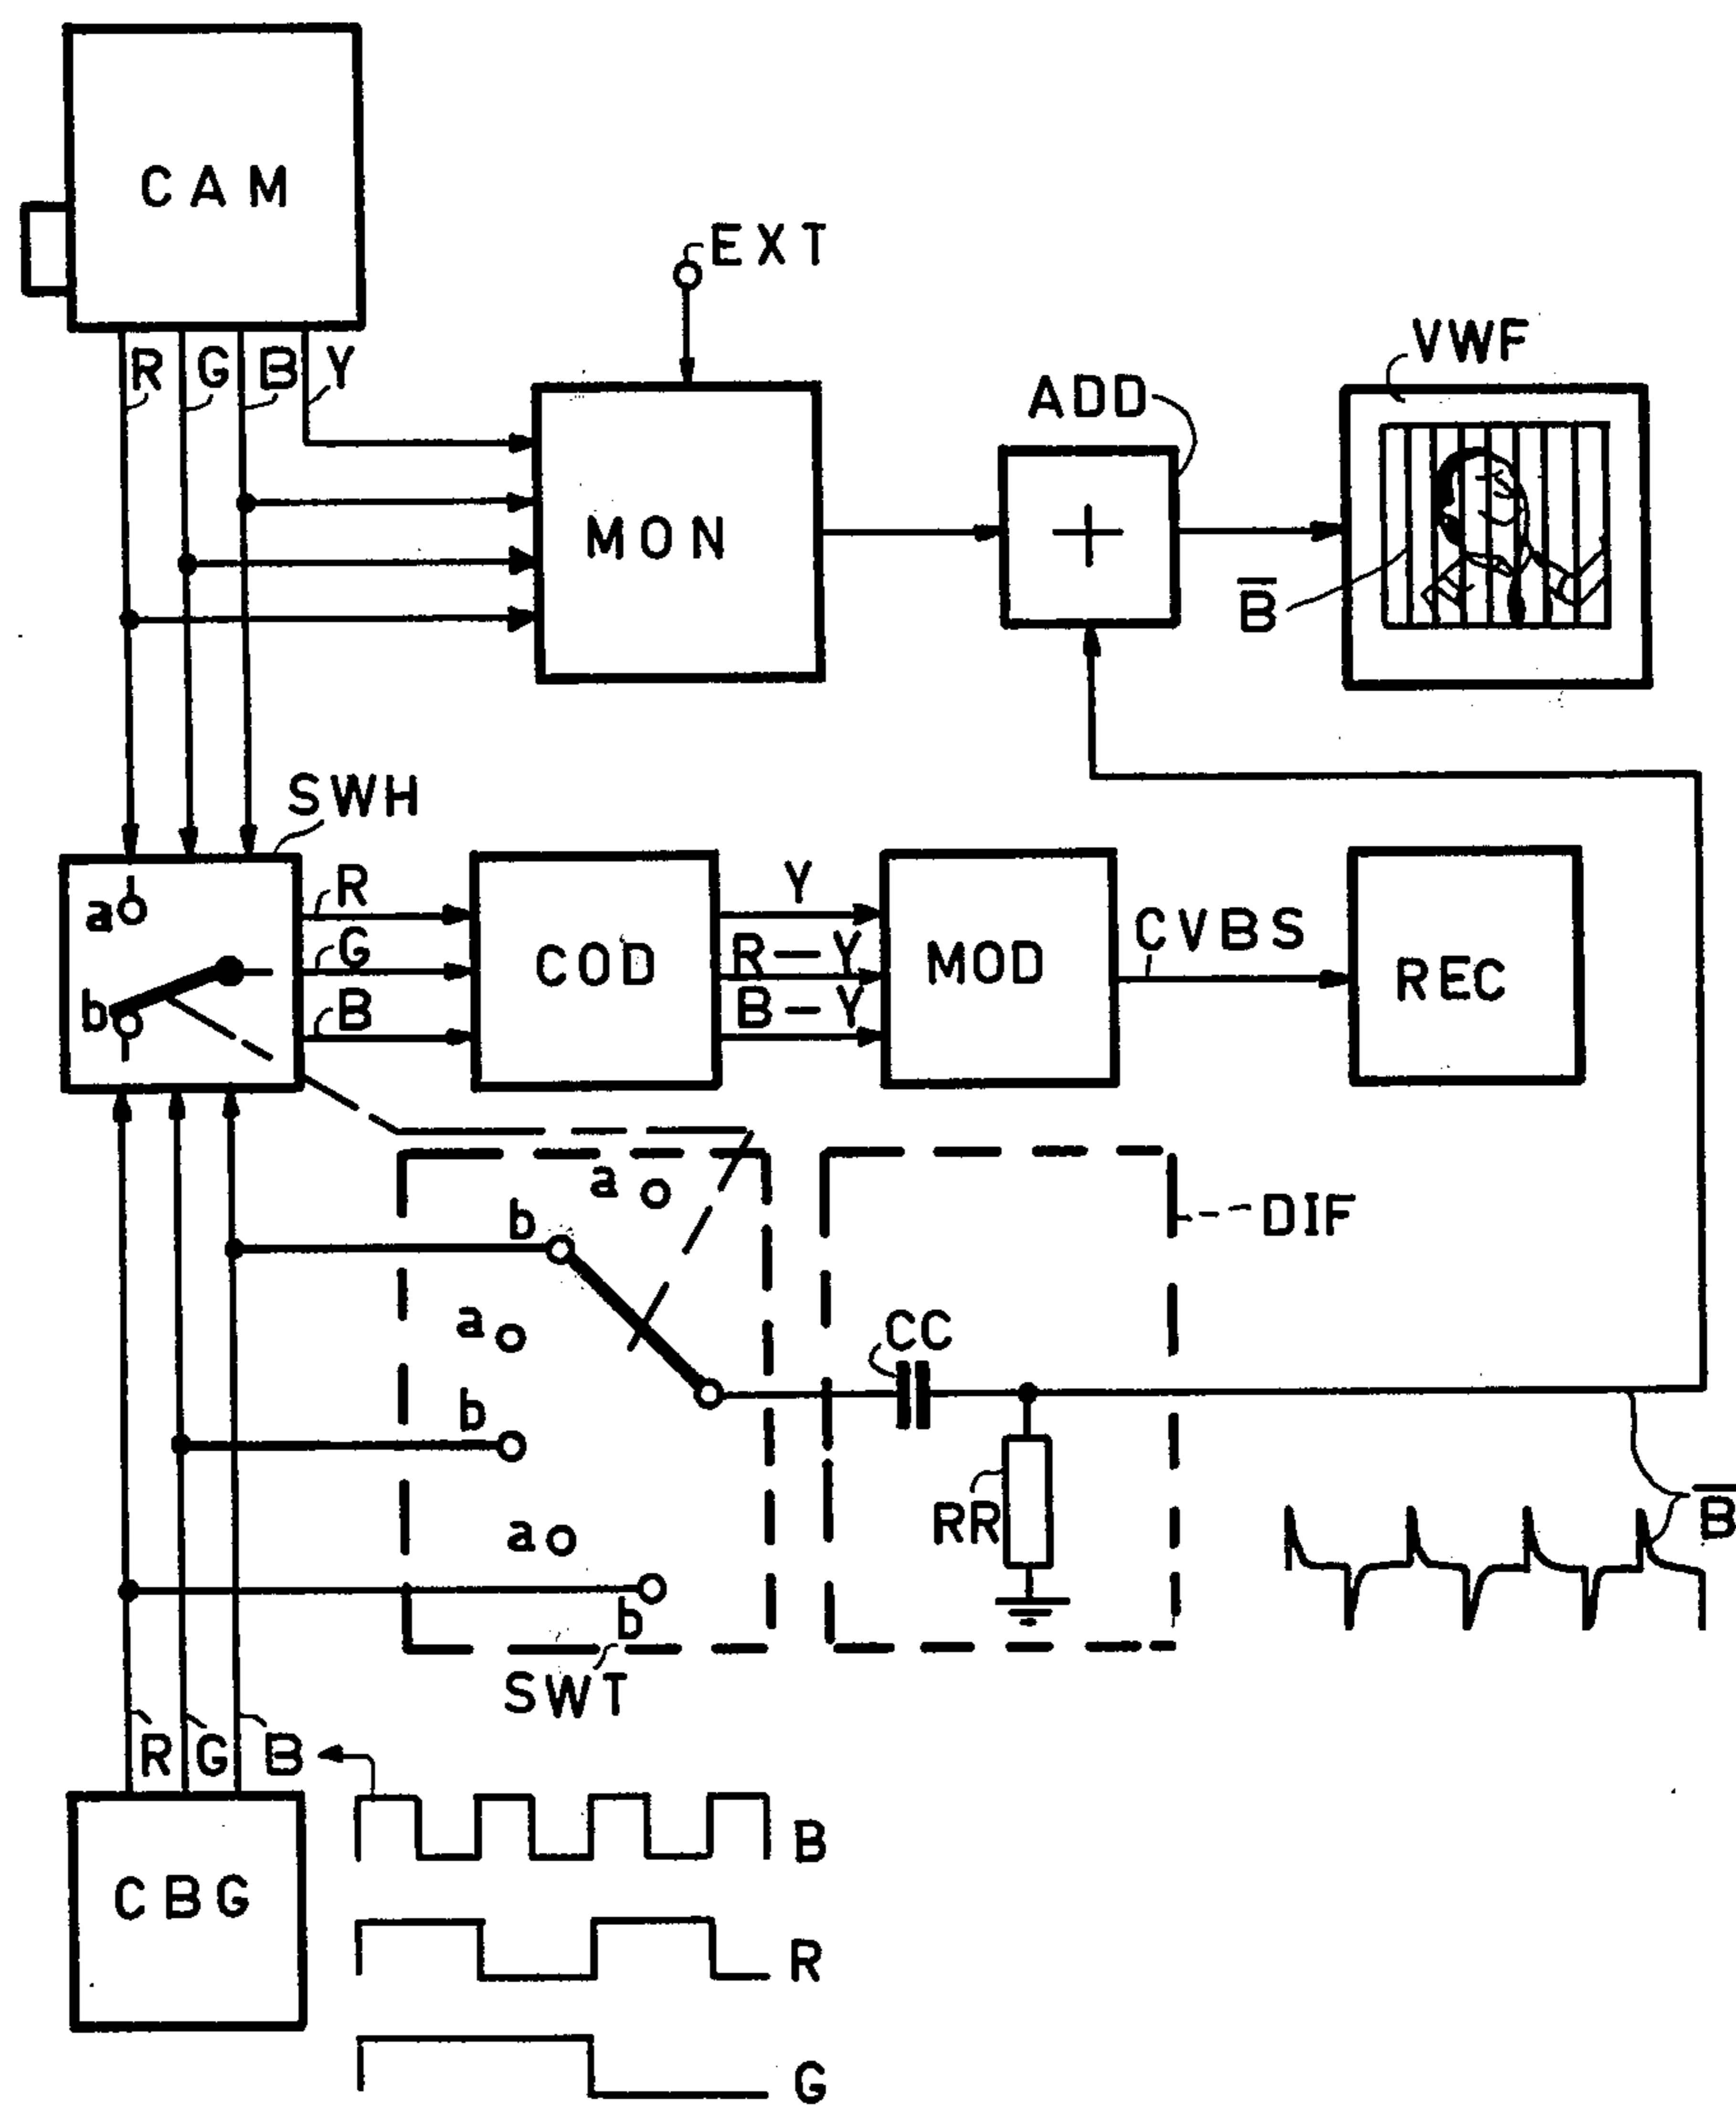 CAM
EXT
R G B Y
VWF
ADD
MON
+
B̅
SWH
a
b
R
G
B
COD
Y
R-Y
B-Y
MOD
CVBS
REC
a
b
a
b
a
b
SWT
DIF
CC
RR
B̅
R G B
CBG
B
R
G